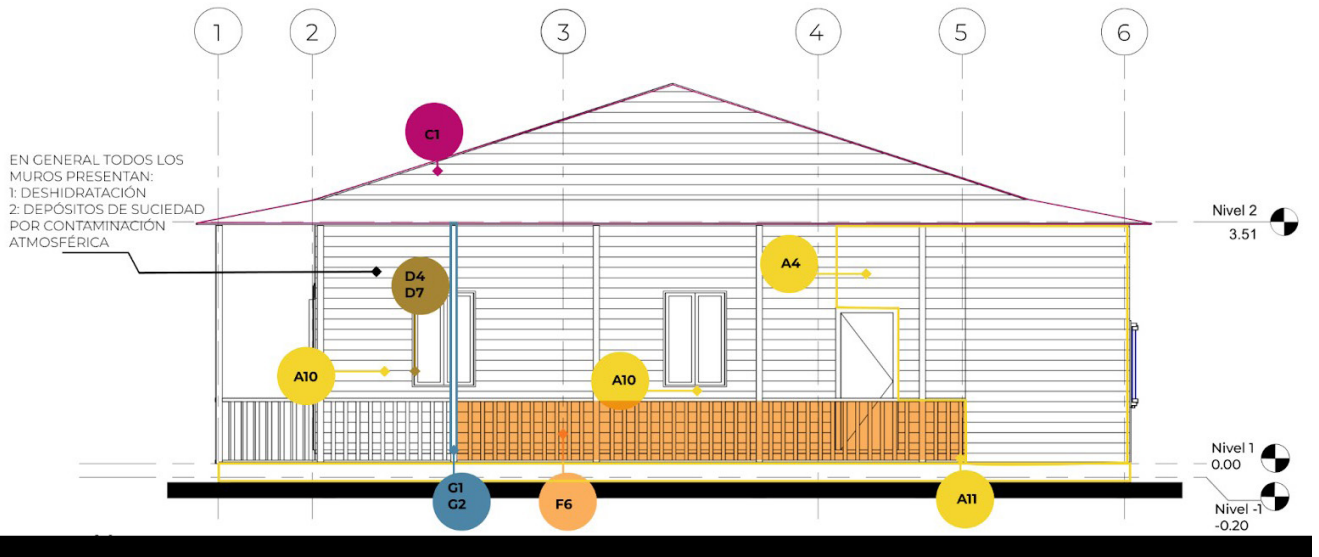 1
2
3
4
5
6
C1
EN GENERAL TODOS LOS
MUROS PRESENTAN:
1: DESHIDRATACIÓN
2: DEPÓSITOS DE SUCIEDAD
POR CONTAMINACIÓN
ATMOSFÉRICA
Nivel 2
3.51
A4
D4
D7
A10
A10
Nivel 1
0.00
G1
G2
F6
A11
Nivel -1
-0.20